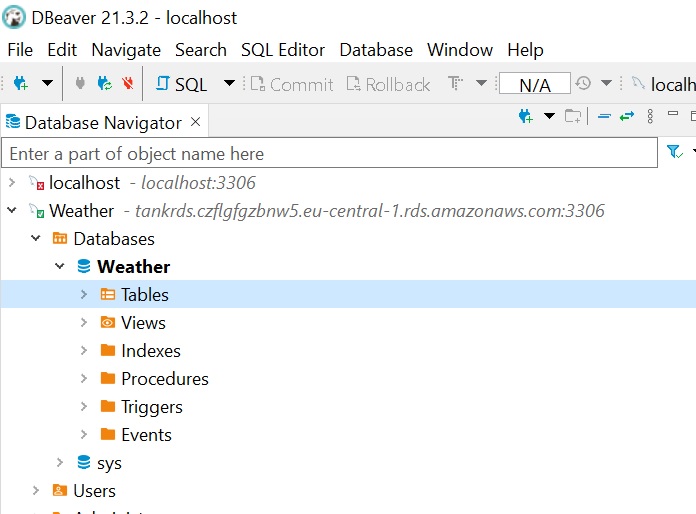 DBeaver 21.3.2 - localhost
File Edit Navigate Search SQL Editor Database Window Help
SQL Commit Rollback N/A
Database Navigator
Enter a part of object name here
localhost - localhost:3306
Weather - tankrds.czflgfgzbnw5.eu-central-1.rds.amazonaws.com:3306
Databases
Weather
Tables
Views
Indexes
Procedures
Triggers
Events
sys
Users